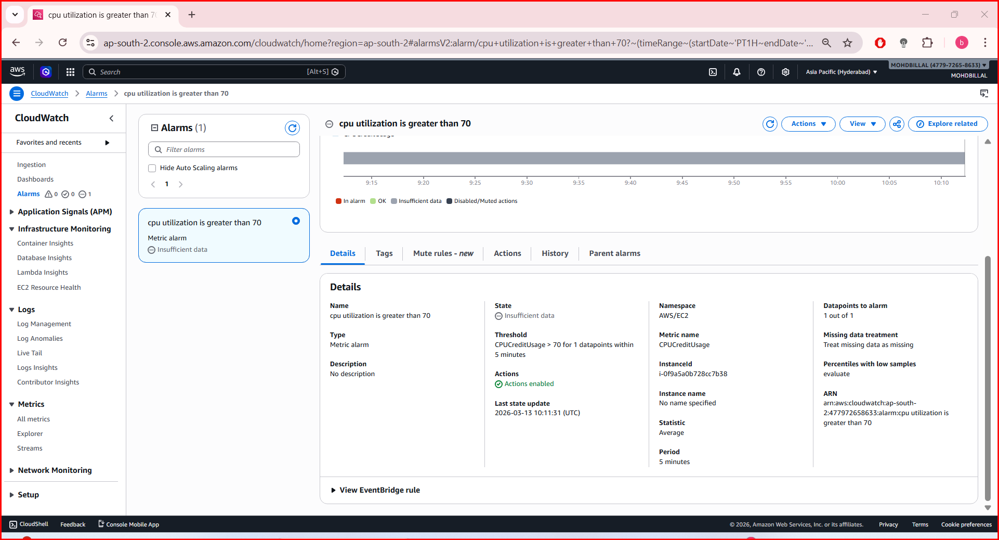 cpu utilization is greater than 70
ap-south-2.console.aws.amazon.com/cloudwatch/home?region=ap-south-2#alarmsV2:alarm/cpu+utilization+is+greater+than+70?~(timeRange~(startDate~'PT1H~endDate~'...
b
aws
Search
[Alt+S]
Asia Pacific (Hyderabad)
MOHDBILLAL (4779-7265-8633)
MOHDBILLAL
CloudWatch
Alarms
cpu utilization is greater than 70
CloudWatch
Favorites and recents
Ingestion
Dashboards
Alarms 0 0 1
Application Signals (APM)
Infrastructure Monitoring
Container Insights
Database Insights
Lambda Insights
EC2 Resource Health
Logs
Log Management
Log Anomalies
Live Tail
Logs Insights
Contributor Insights
Metrics
All metrics
Explorer
Streams
Network Monitoring
Setup
Alarms (1)
Filter alarms
Hide Auto Scaling alarms
1
cpu utilization is greater than 70
Metric alarm
Insufficient data
cpu utilization is greater than 70
Actions
View
Explore related
9:15 9:20 9:25 9:30 9:35 9:40 9:45 9:50 9:55 10:00 10:05 10:10
In alarm OK Insufficient data Disabled/Muted actions
Details Tags Mute rules - new Actions History Parent alarms
Details
Name
cpu utilization is greater than 70
Type
Metric alarm
Description
No description
State
Insufficient data
Threshold
CPUCreditUsage > 70 for 1 datapoints within
5 minutes
Actions
Actions enabled
Last state update
2026-03-13 10:11:31 (UTC)
Namespace
AWS/EC2
Metric name
CPUCreditUsage
InstanceId
i-0f9a5a0b728cc7b38
Instance name
No name specified
Statistic
Average
Period
5 minutes
Datapoints to alarm
1 out of 1
Missing data treatment
Treat missing data as missing
Percentiles with low samples
evaluate
ARN
arn:aws:cloudwatch:ap-south-
2:477972658633:alarm:cpu utilization is
greater than 70
View EventBridge rule
CloudShell
Feedback
Console Mobile App
© 2026, Amazon Web Services, Inc. or its affiliates.
Privacy
Terms
Cookie preferences